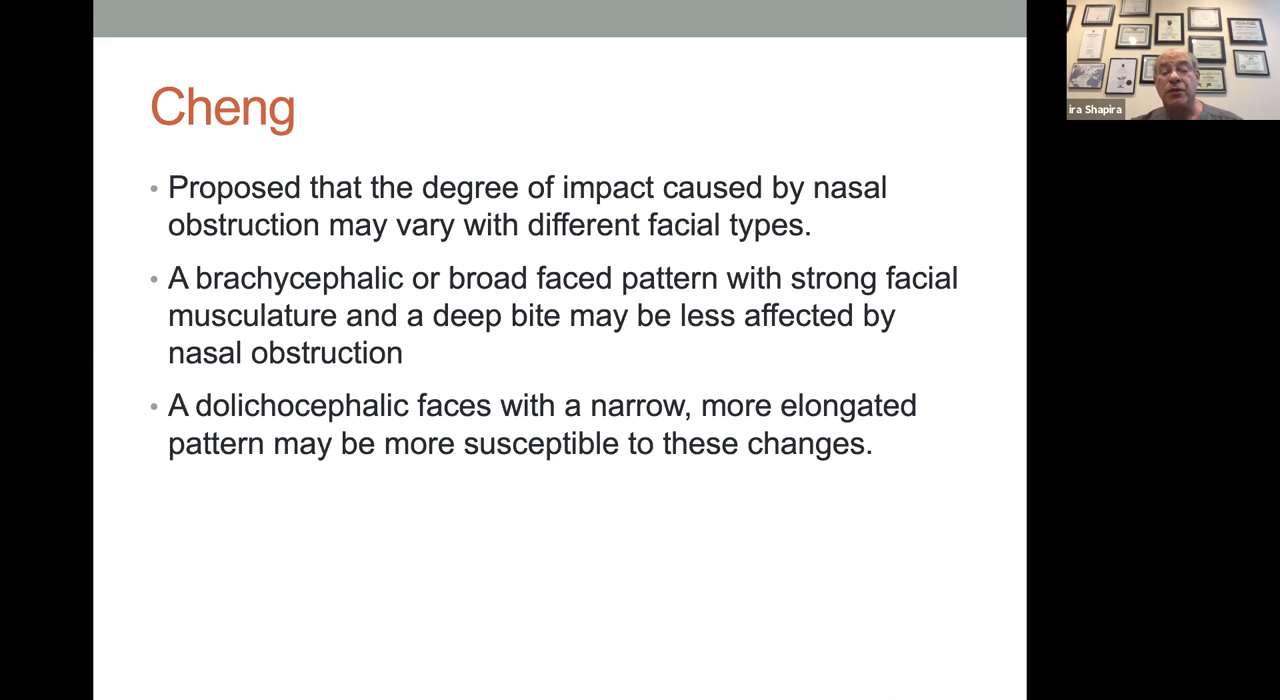 Cheng
• Proposed that the degree of impact caused by nasal
obstruction may vary with different facial types.
• A brachycephalic or broad faced pattern with strong facial
musculature and a deep bite may be less affected by
nasal obstruction
• A dolichocephalic faces with a narrow, more elongated
pattern may be more susceptible to these changes.
ira Shapira